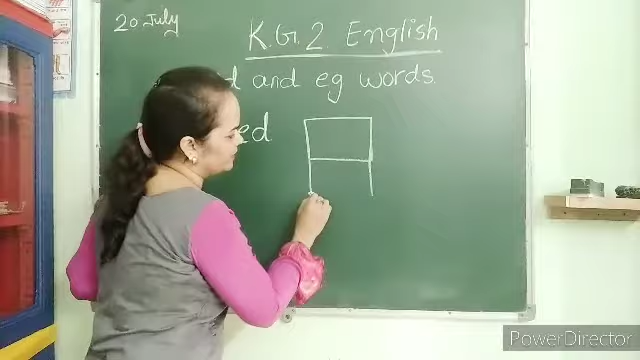 20 July
K.G. 2 English
d and eg words.
ed
PowerDirector